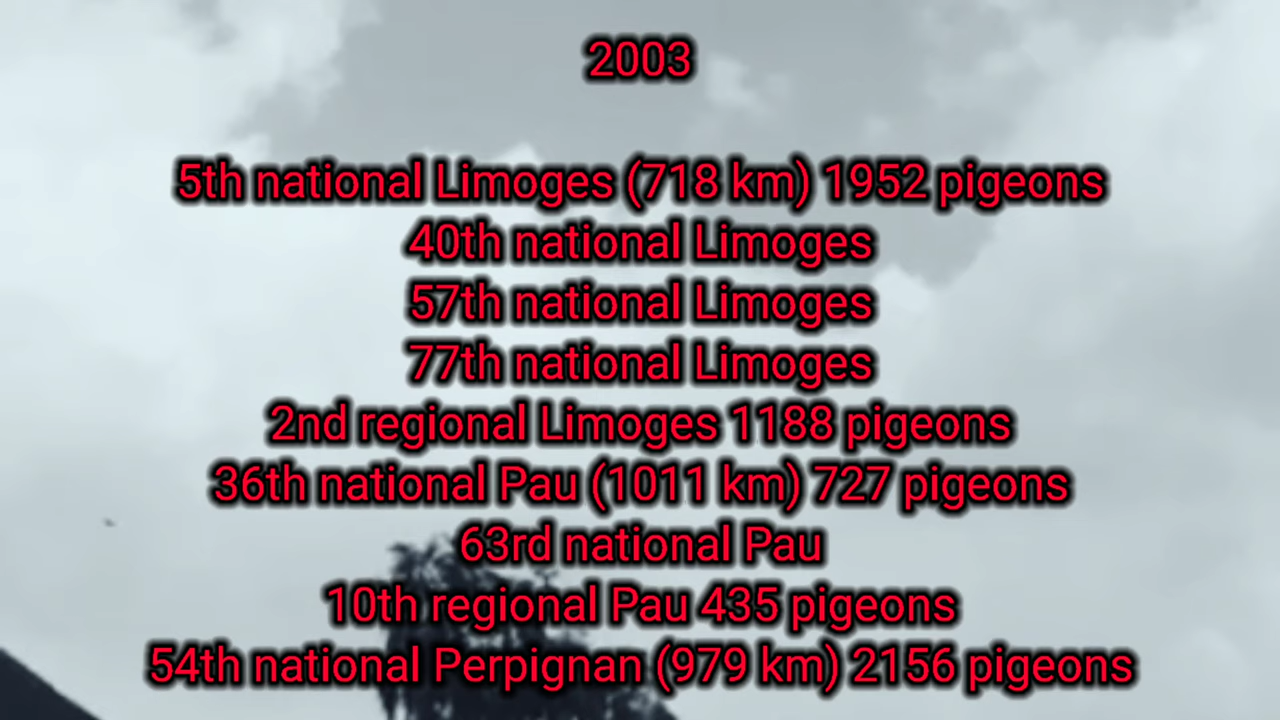 2003
5th national Limoges (718 km) 1952 pigeons
40th national Limoges
57th national Limoges
77th national Limoges
2nd regional Limoges 1188 pigeons
36th national Pau (1011 km) 727 pigeons
63rd national Pau
10th regional Pau 435 pigeons
54th national Perpignan (979 km) 2156 pigeons